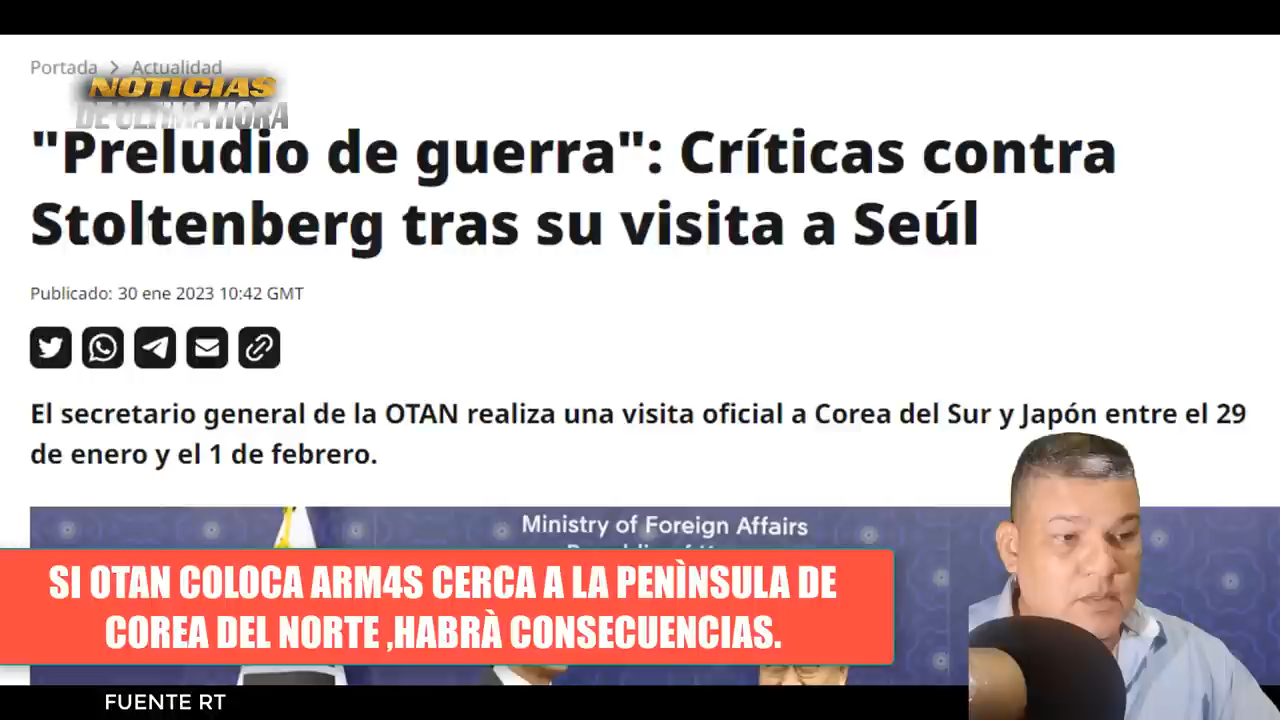 Portada > Actualidad
NOTICIAS
DE ULTIMA HORA
"Preludio de guerra": Críticas contra
Stoltenberg tras su visita a Seúl
Publicado: 30 ene 2023 10:42 GMT
El secretario general de la OTAN realiza una visita oficial a Corea del Sur y Japón entre el 29
de enero y el 1 de febrero.
Ministry of Foreign Affairs
SI OTAN COLOCA ARM4S CERCA A LA PENÌNSULA DE
COREA DEL NORTE ,HABRÀ CONSECUENCIAS.
FUENTE RT